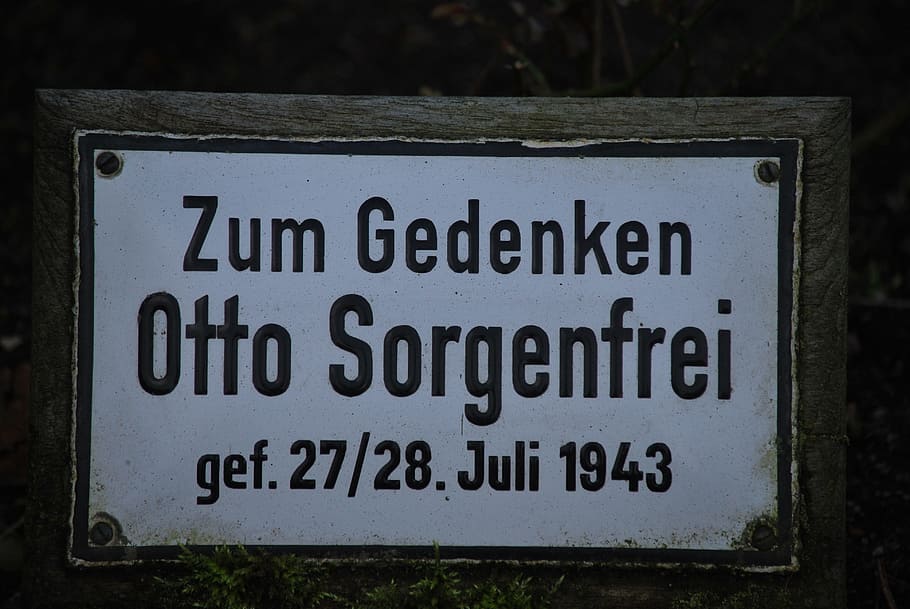 Zum Gedenken
Otto Sorgenfrei
gef. 27/28. Juli 1943